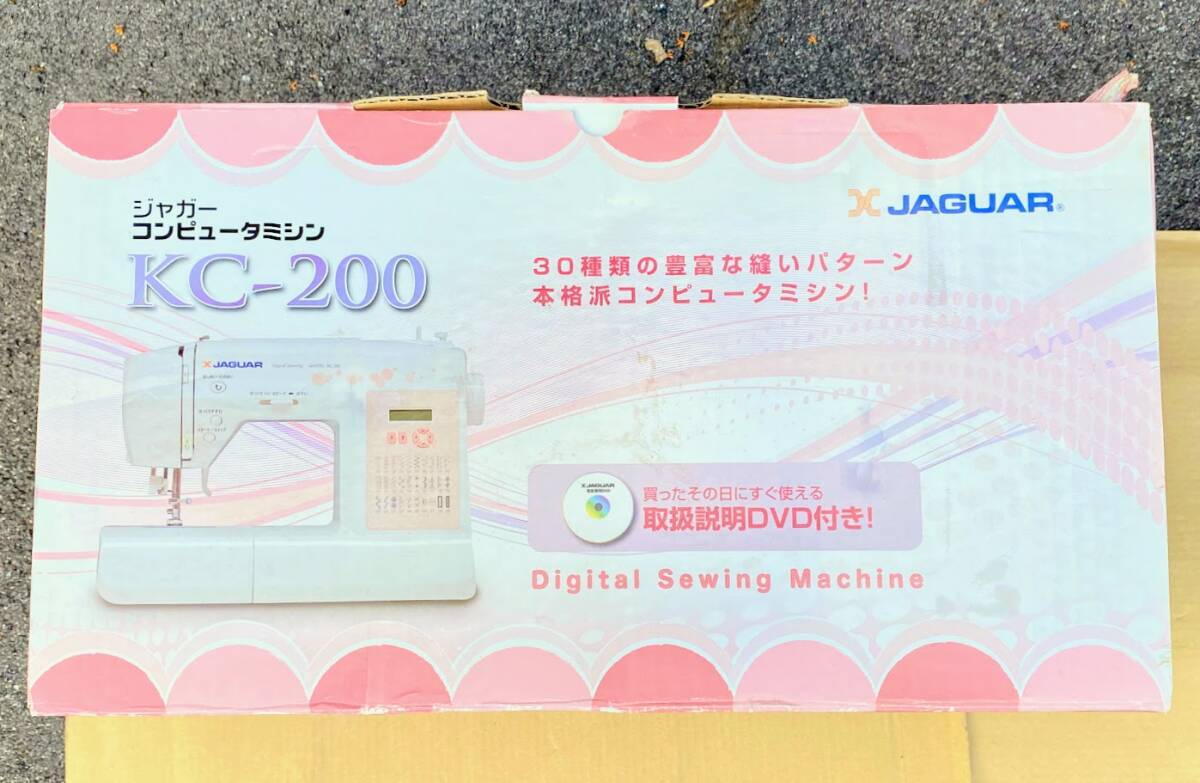 ジャガー
コンピュータミシン
KC-200
JAGUAR®
30種類の豊富な縫いパターン
本格派コンピュータミシン!
JAGUAR
JAGUAR
買ったその日にすぐ使える
取扱説明DVD付き!
Digital Sewing Machine